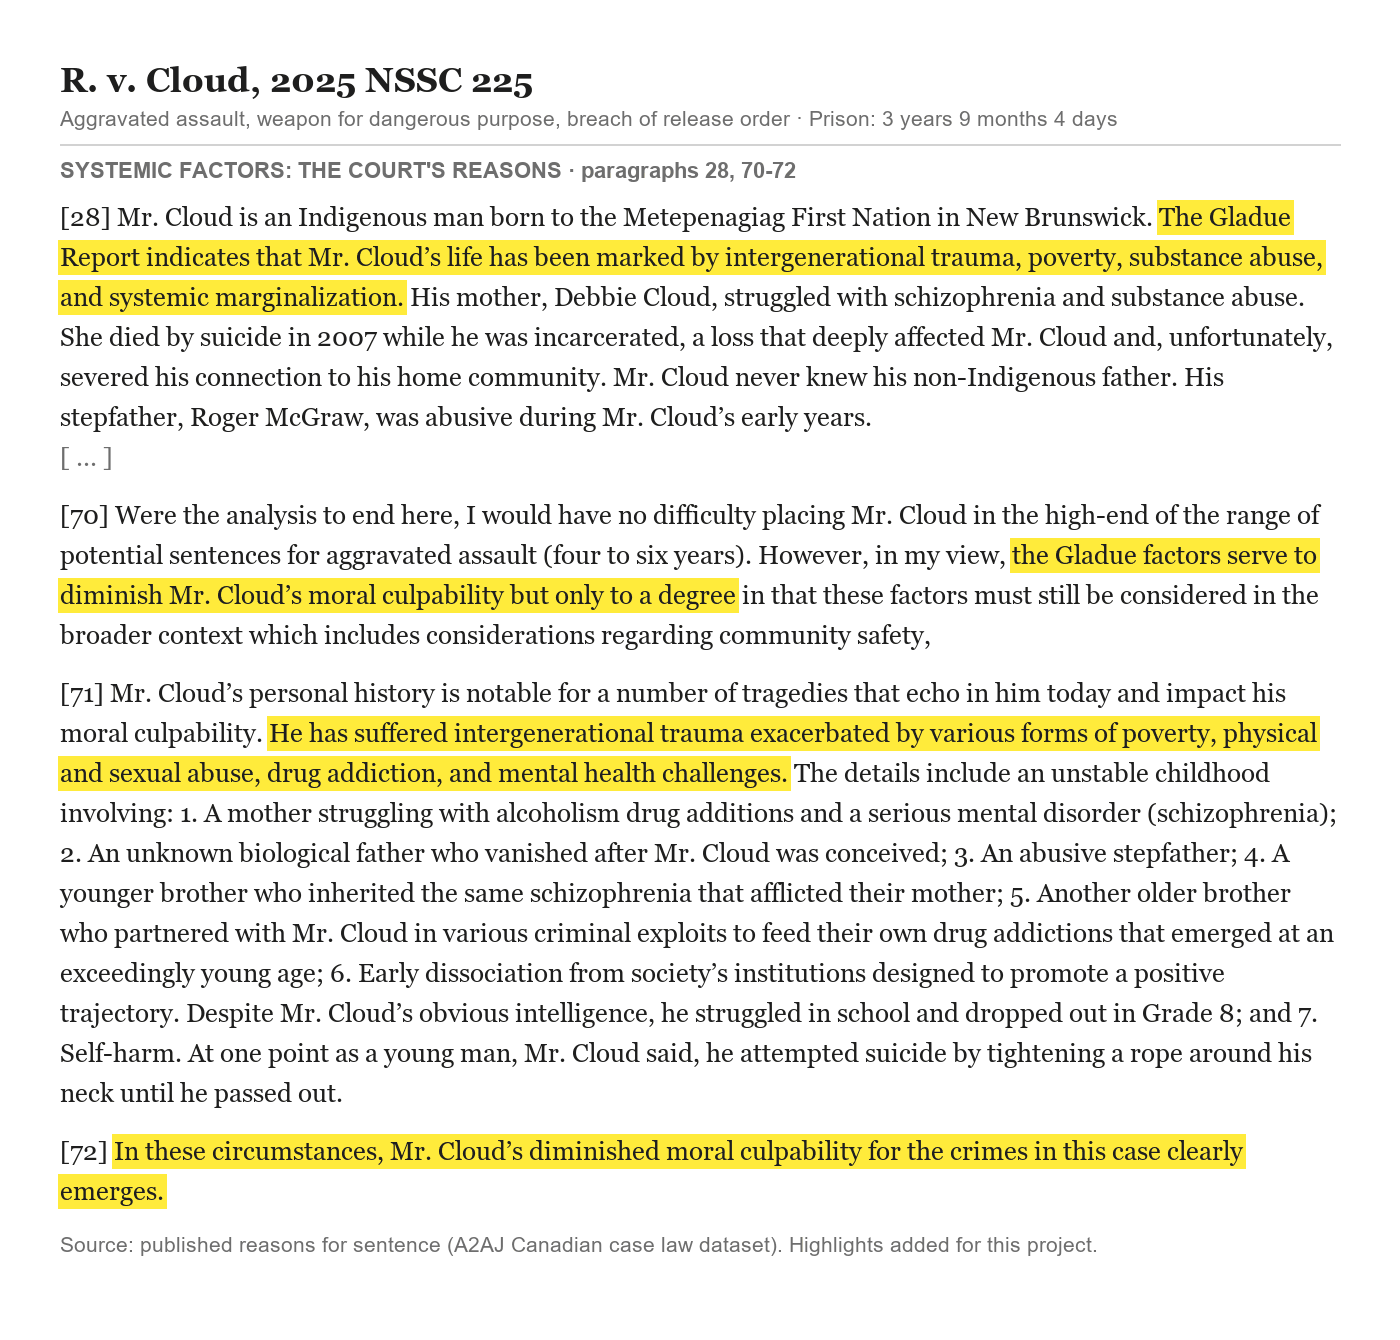 R. v. Cloud, 2025 NSSC 225
Aggravated assault, weapon for dangerous purpose, breach of release order · Prison: 3 years 9 months 4 days
SYSTEMIC FACTORS: THE COURT'S REASONS · paragraphs 28, 70-72
[28] Mr. Cloud is an Indigenous man born to the Metepenagiag First Nation in New Brunswick. The Gladue
Report indicates that Mr. Cloud’s life has been marked by intergenerational trauma, poverty, substance abuse,
and systemic marginalization. His mother, Debbie Cloud, struggled with schizophrenia and substance abuse.
She died by suicide in 2007 while he was incarcerated, a loss that deeply affected Mr. Cloud and, unfortunately,
severed his connection to his home community. Mr. Cloud never knew his non-Indigenous father. His
stepfather, Roger McGraw, was abusive during Mr. Cloud’s early years.
[ ... ]
[70] Were the analysis to end here, I would have no difficulty placing Mr. Cloud in the high-end of the range of
potential sentences for aggravated assault (four to six years). However, in my view, the Gladue factors serve to
diminish Mr. Cloud’s moral culpability but only to a degree in that these factors must still be considered in the
broader context which includes considerations regarding community safety,
[71] Mr. Cloud’s personal history is notable for a number of tragedies that echo in him today and impact his
moral culpability. He has suffered intergenerational trauma exacerbated by various forms of poverty, physical
and sexual abuse, drug addiction, and mental health challenges. The details include an unstable childhood
involving: 1. A mother struggling with alcoholism drug additions and a serious mental disorder (schizophrenia);
2. An unknown biological father who vanished after Mr. Cloud was conceived; 3. An abusive stepfather; 4. A
younger brother who inherited the same schizophrenia that afflicted their mother; 5. Another older brother
who partnered with Mr. Cloud in various criminal exploits to feed their own drug addictions that emerged at an
exceedingly young age; 6. Early dissociation from society’s institutions designed to promote a positive
trajectory. Despite Mr. Cloud’s obvious intelligence, he struggled in school and dropped out in Grade 8; and 7.
Self-harm. At one point as a young man, Mr. Cloud said, he attempted suicide by tightening a rope around his
neck until he passed out.
[72] In these circumstances, Mr. Cloud’s diminished moral culpability for the crimes in this case clearly
emerges.
Source: published reasons for sentence (A2AJ Canadian case law dataset). Highlights added for this project.